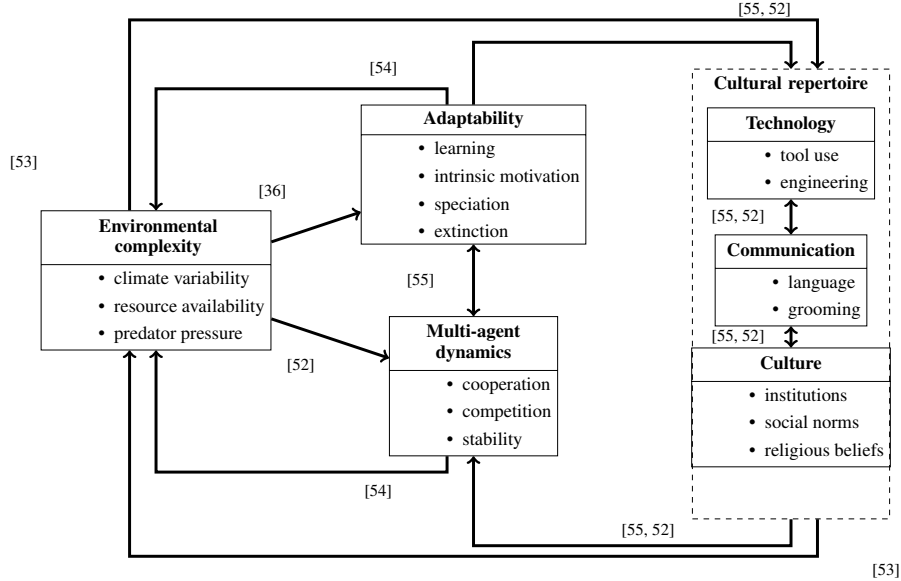 [55, 52]
[54]
[53]
[36]
Environmental
complexity
• climate variability
• resource availability
• predator pressure
Adaptability
• learning
• intrinsic motivation
• speciation
• extinction
[55]
[52]
Multi-agent
dynamics
• cooperation
• competition
• stability
[54]
Cultural repertoire
Technology
• tool use
• engineering
[55, 52]
Communication
• language
• grooming
[55, 52]
Culture
• institutions
• social norms
• religious beliefs
[55, 52]
[53]